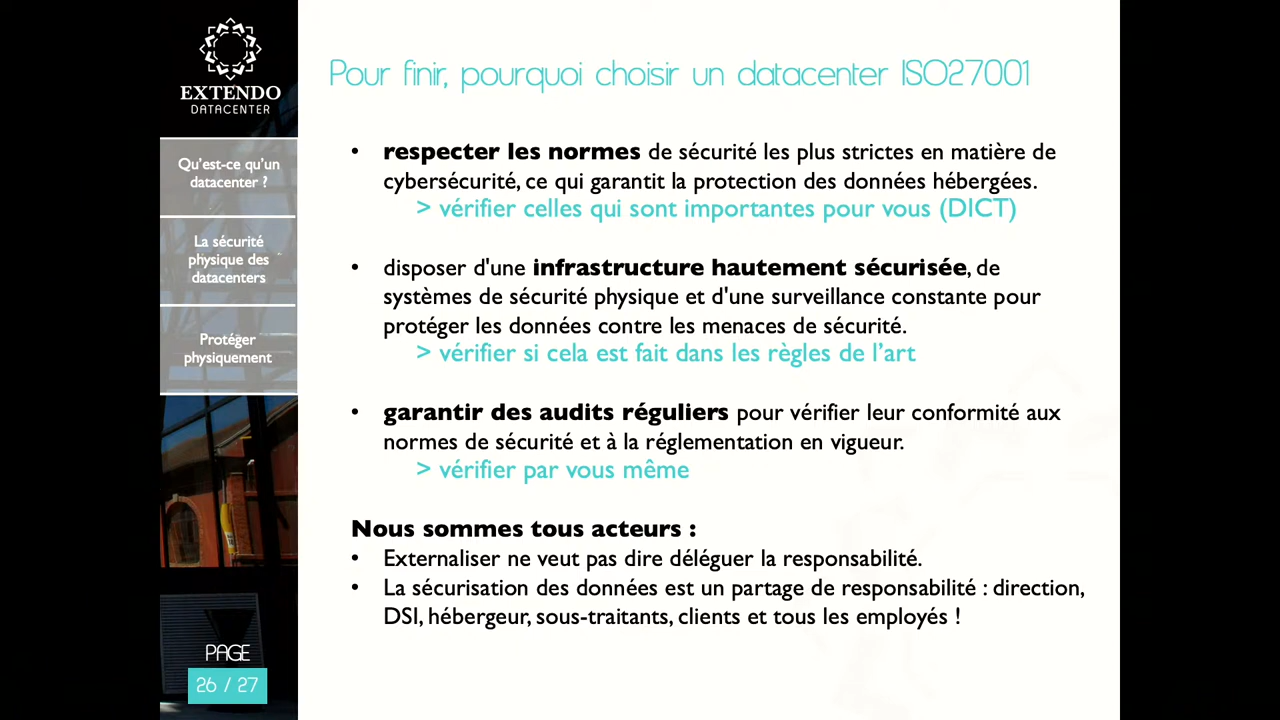 EXTENDO
DATACENTER
Qu'est-ce qu'un
datacenter ?
La sécurité
physique des
datacenters
Protéger
physiquement
PAGE
26 / 27
Pour finir, pourquoi choisir un datacenter ISO27001
• respecter les normes de sécurité les plus strictes en matière de
cybersécurité, ce qui garantit la protection des données hébergées.
> vérifier celles qui sont importantes pour vous (DICT)
• disposer d'une infrastructure hautement sécurisée, de
systèmes de sécurité physique et d'une surveillance constante pour
protéger les données contre les menaces de sécurité.
> vérifier si cela est fait dans les règles de l'art
• garantir des audits réguliers pour vérifier leur conformité aux
normes de sécurité et à la réglementation en vigueur.
> vérifier par vous même
Nous sommes tous acteurs :
• Externaliser ne veut pas dire déléguer la responsabilité.
• La sécurisation des données est un partage de responsabilité : direction,
DSI, hébergeur, sous-traitants, clients et tous les employés !